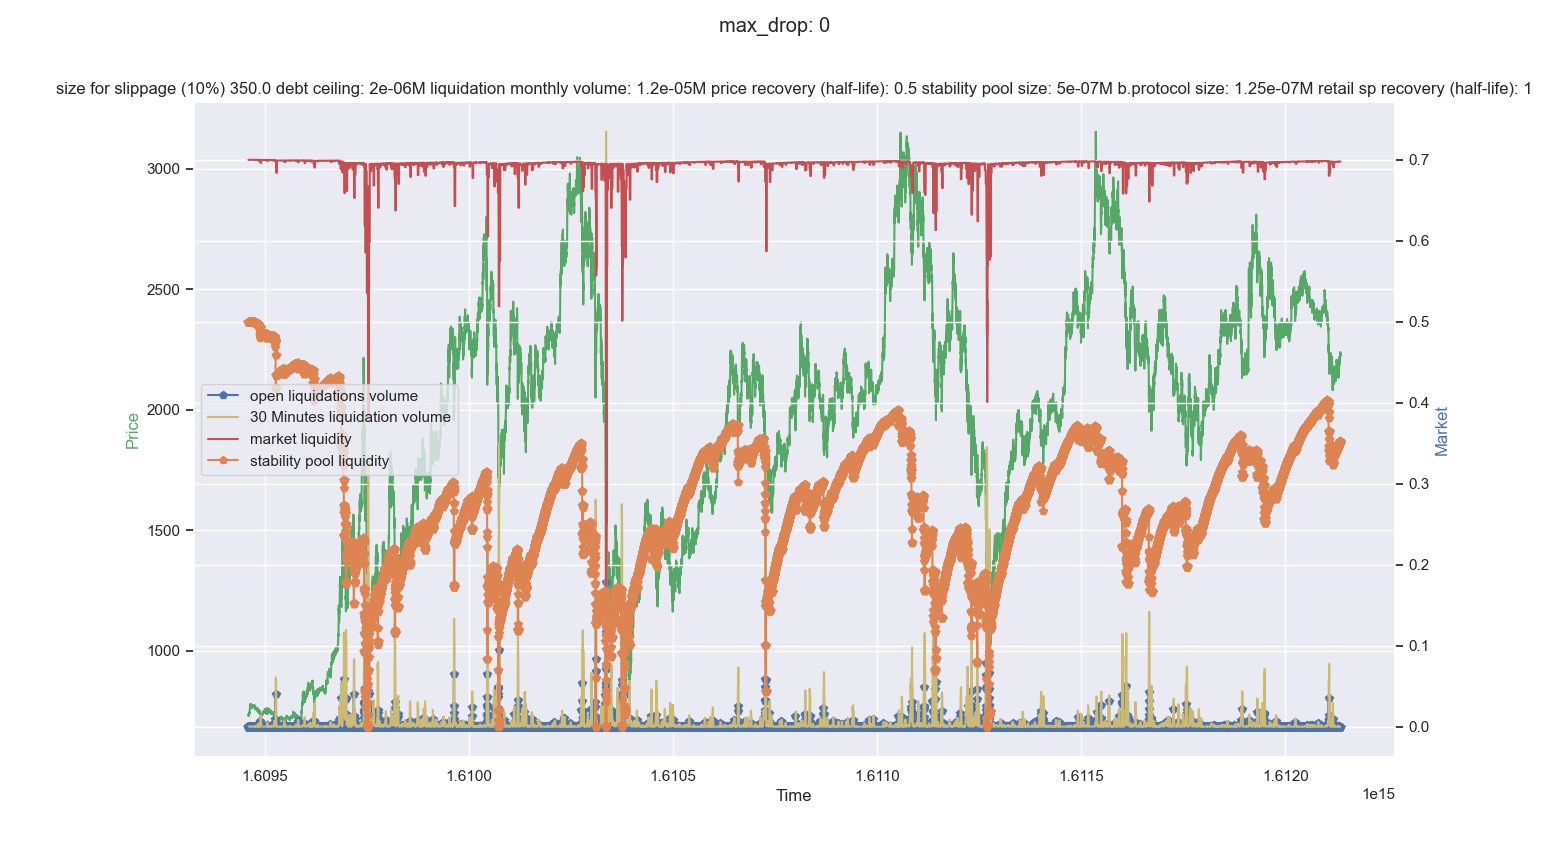 max_drop: 0
size for slippage (10%) 350.0 debt ceiling: 2e-06M liquidation monthly volume: 1.2e-05M price recovery (half-life): 0.5 stability pool size: 5e-07M b.protocol size: 1.25e-07M retail sp recovery (half-life): 1
3000
2500
2000
1500
1000
Price
open liquidations volume
30 Minutes liquidation volume
market liquidity
stability pool liquidity
0.7
0.6
0.5
0.4
0.3
0.2
0.1
0.0
Market
1.6095
1.6100
1.6105
1.6110
1.6115
1.6120
Time
1e15